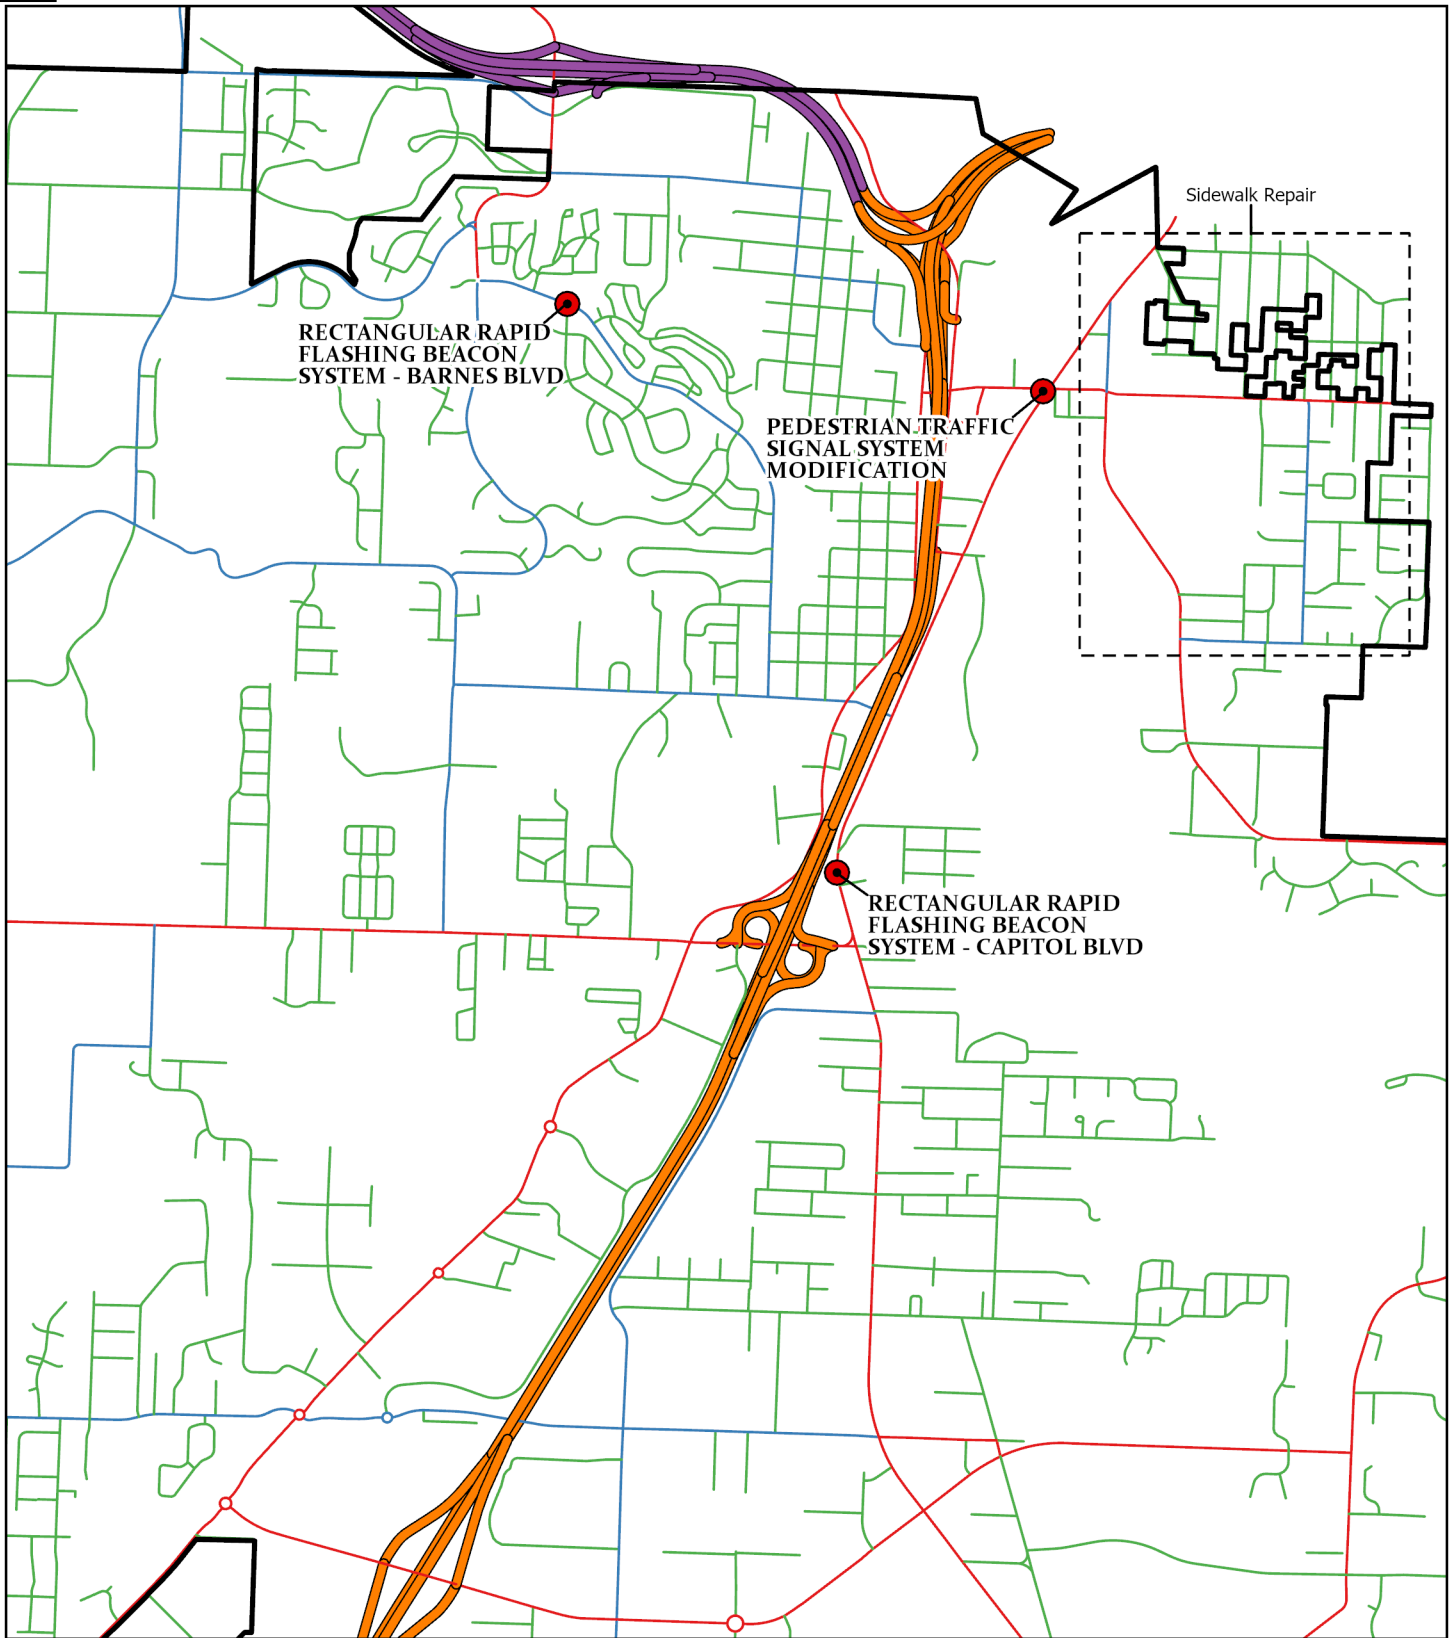 Sidewalk Repair
RECTANGULAR RAPID
FLASHING BEACON
SYSTEM - BARNES BLVD
PEDESTRIAN TRAFFIC
SIGNAL SYSTEM
MODIFICATION
RECTANGULAR RAPID
FLASHING BEACON
SYSTEM - CAPITOL BLVD